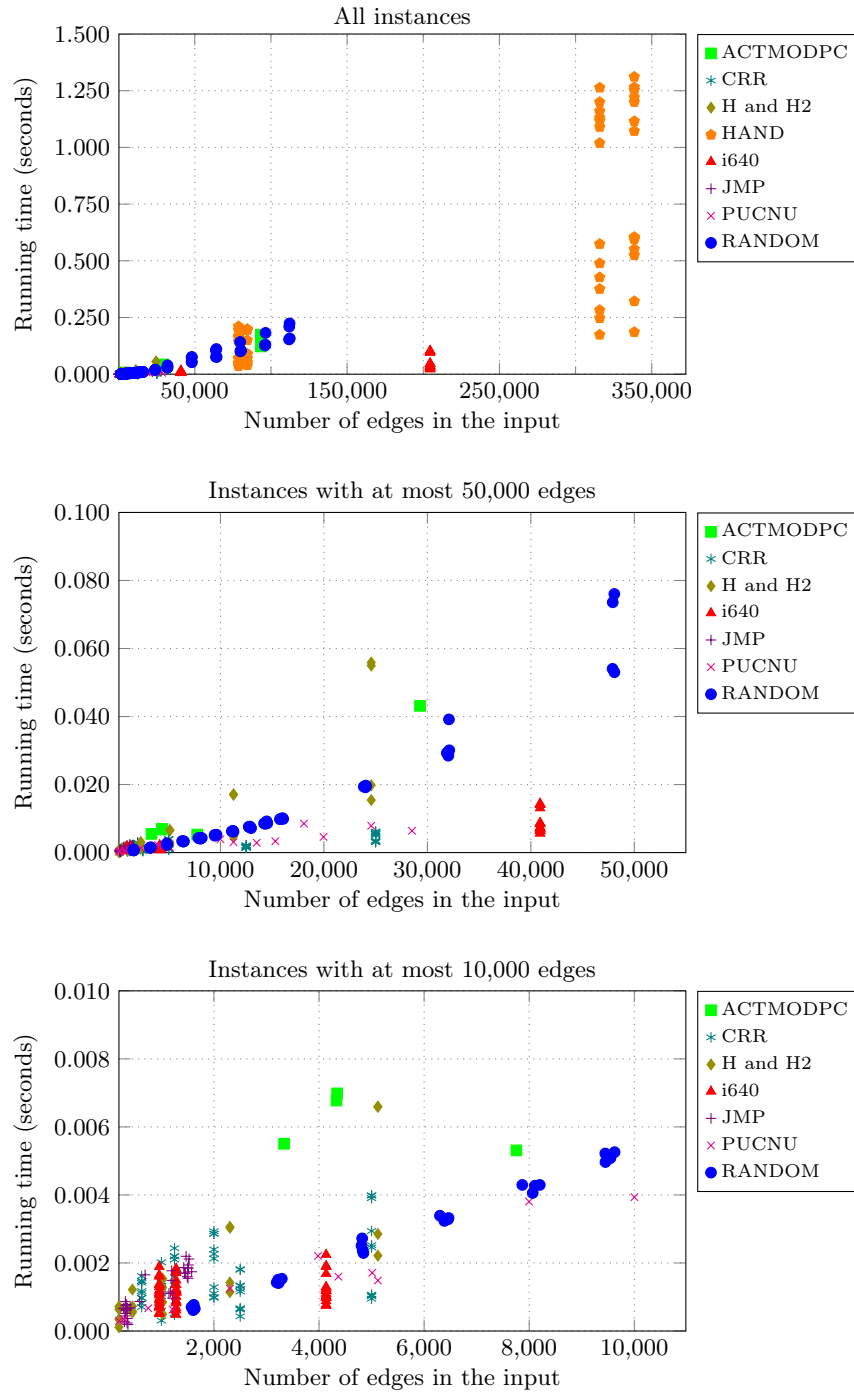 All instances
1.500
1.250
1.000
0.750
0.500
0.250
0.000
Running time (seconds)
50,000
150,000
250,000
350,000
Number of edges in the input
ACTMODPC
CRR
H and H2
HAND
i640
JMP
PUCNU
RANDOM
Instances with at most 50,000 edges
0.100
0.080
0.060
0.040
0.020
0.000
Running time (seconds)
10,000
20,000
30,000
40,000
50,000
Number of edges in the input
ACTMODPC
CRR
H and H2
i640
JMP
PUCNU
RANDOM
Instances with at most 10,000 edges
0.010
0.008
0.006
0.004
0.002
0.000
Running time (seconds)
2,000
4,000
6,000
8,000
10,000
Number of edges in the input
ACTMODPC
CRR
H and H2
i640
JMP
PUCNU
RANDOM